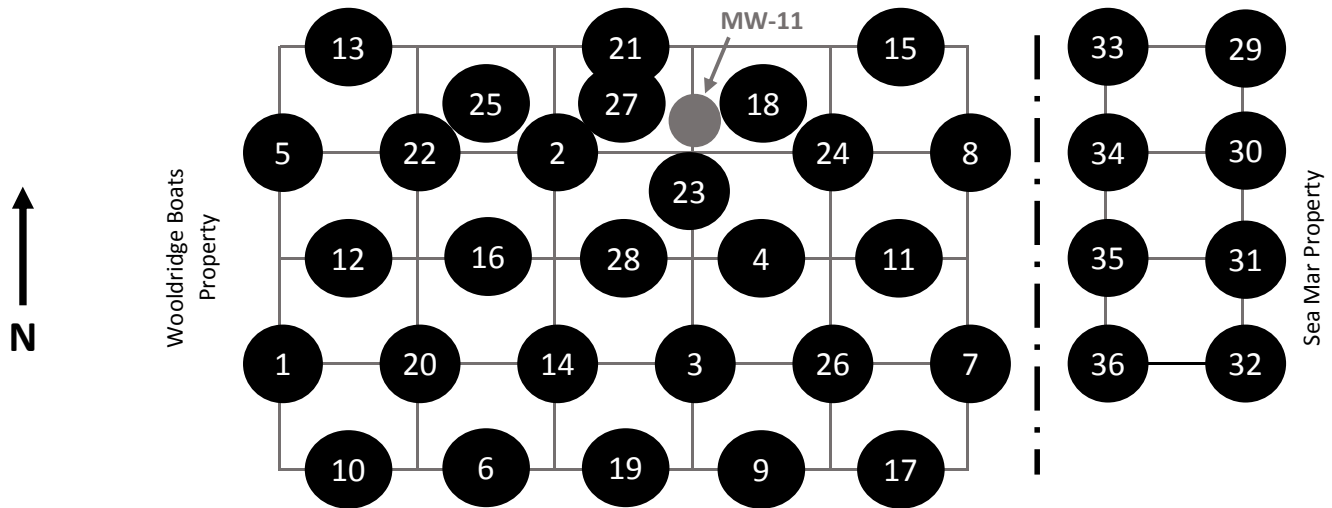 MW-11
13 21 15 33 29
25 27 18
5 22 2 24 8 34 30
23
12 16 28 4 11 35 31
1 20 14 3 26 7 36 32
10 6 19 9 17
N
Wooldridge Boats
Property
Sea Mar Property